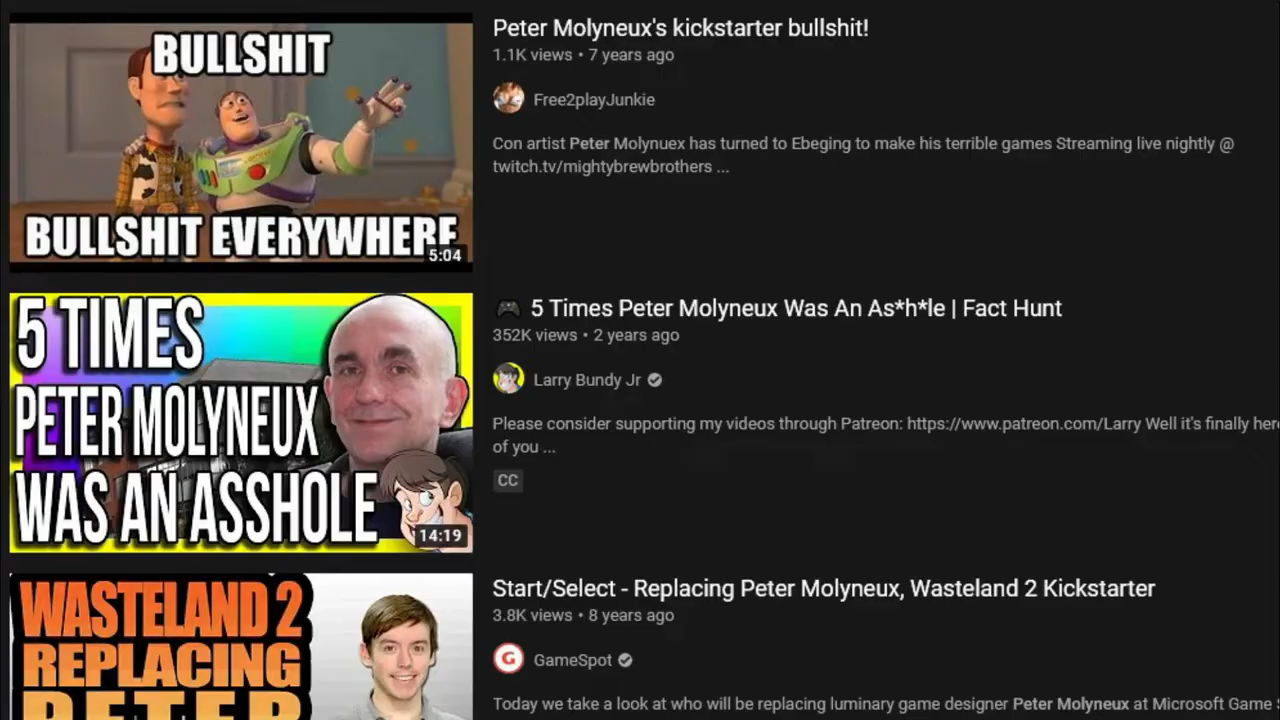 BULLSHIT
BULLSHIT EVERYWHERE
5:04
Peter Molyneux's kickstarter bullshit!
1.1K views • 7 years ago
Free2playJunkie
Con artist Peter Molynuex has turned to Ebeging to make his terrible games Streaming live nightly @
twitch.tv/mightybrewbrothers ...
5 TIMES
PETER MOLYNEUX
WAS AN ASSHOLE
14:19
5 Times Peter Molyneux Was An As*h*le | Fact Hunt
352K views • 2 years ago
Larry Bundy Jr
Please consider supporting my videos through Patreon: https://www.patreon.com/Larry Well it's finally here
of you ...
CC
WASTELAND 2
REPLACING
PETER
Start/Select - Replacing Peter Molyneux, Wasteland 2 Kickstarter
3.8K views • 8 years ago
G GameSpot
Today we take a look at who will be replacing luminary game designer Peter Molyneux at Microsoft Game